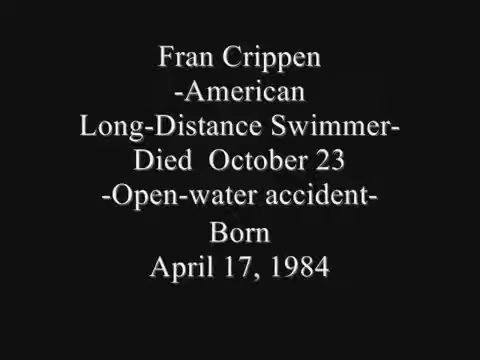 Fran Crippen
-American
Long-Distance Swimmer-
Died October 23
-Open-water accident-
Born
April 17, 1984